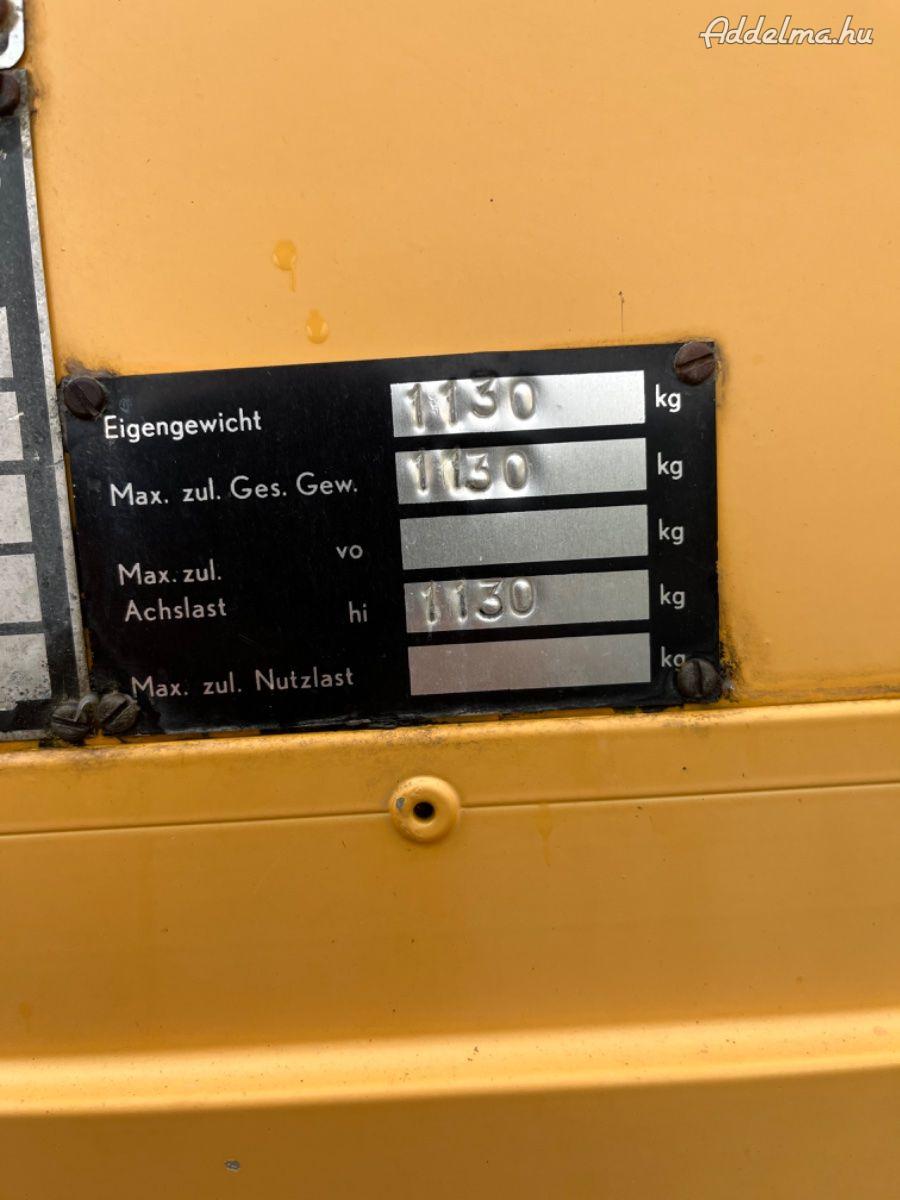 Addelma.hu
Eigengewicht 1130 kg
Max. zul. Ges. Gew. 1130 kg
vo kg
Max. zul.
Achslast hi 1130 kg
Max. zul. Nutzlast kg